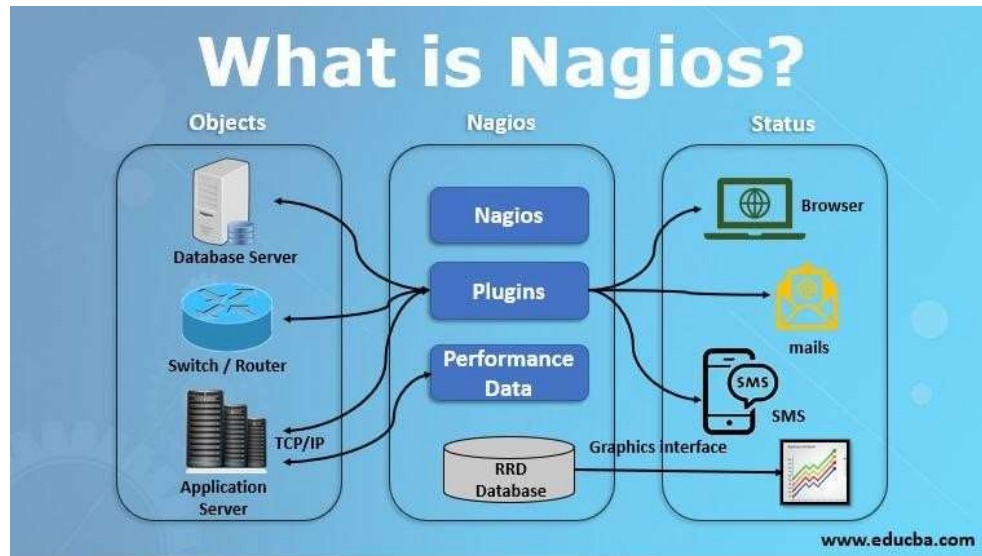 What is Nagios?
Objects
Nagios
Status
Database Server
Switch / Router
TCP/IP
Application
Server
Nagios
Plugins
Performance
Data
RRD
Database
Browser
@
mails
SMS
SMS
Graphics interface
www.educba.com